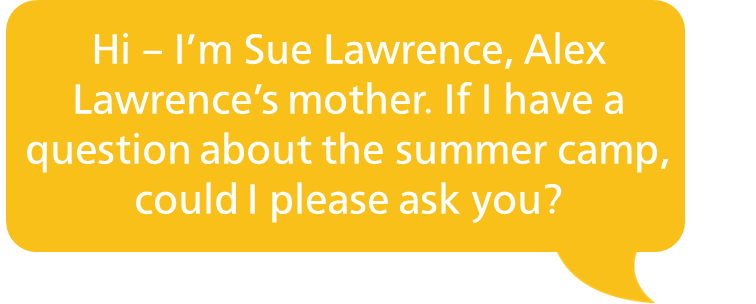 Hi – I’m Sue Lawrence, Alex
Lawrence’s mother. If I have a
question about the summer camp,
could I please ask you?